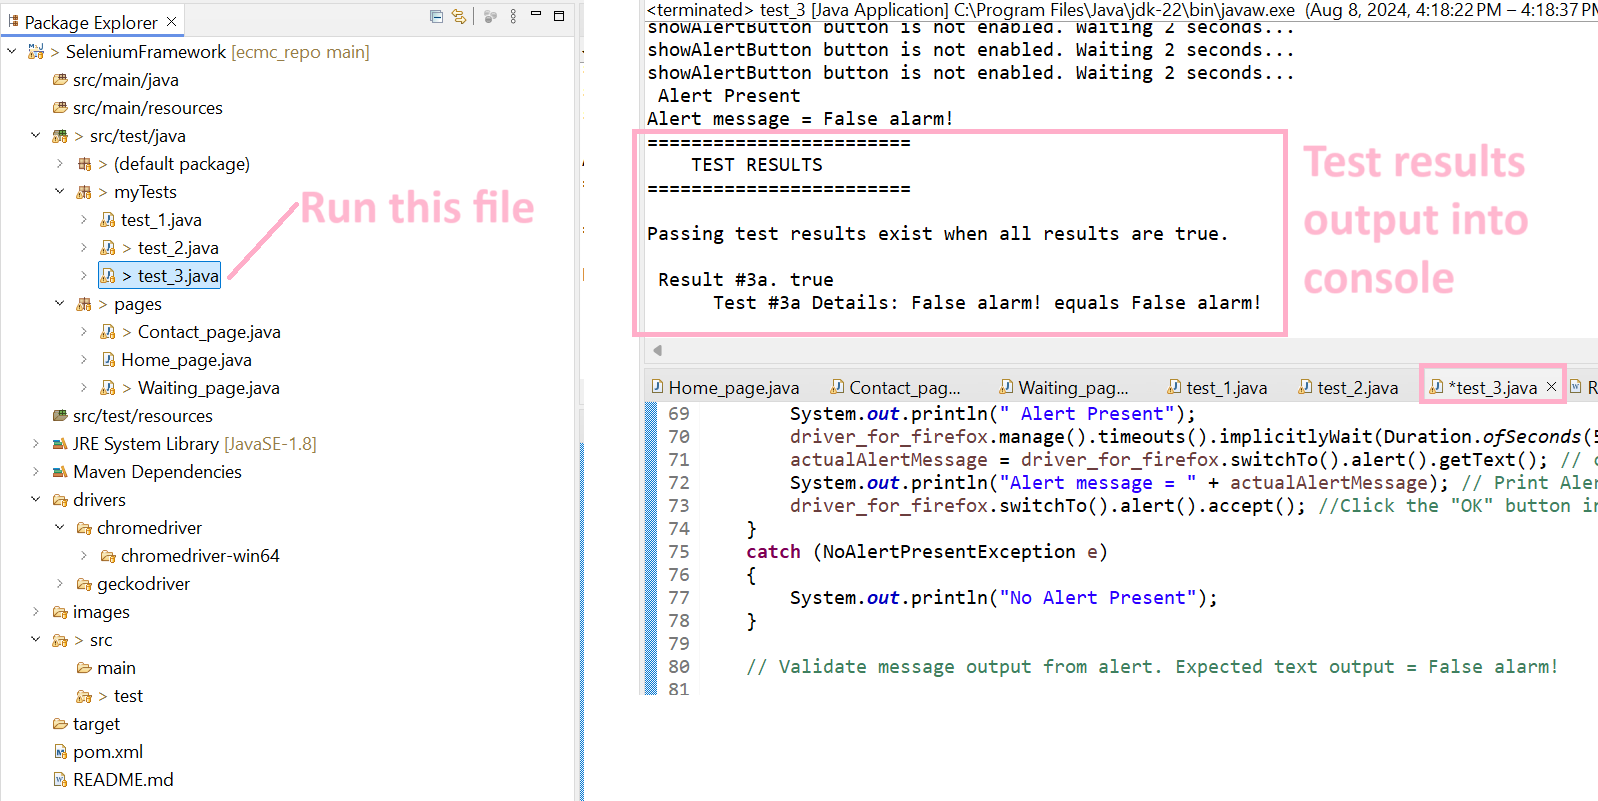 Package Explorer
SeleniumFramework [ecmc_repo main]
src/main/java
src/main/resources
src/test/java
(default package)
myTests
test_1.java
test_2.java
test_3.java
pages
Contact_page.java
Home_page.java
Waiting_page.java
src/test/resources
JRE System Library [JavaSE-1.8]
Maven Dependencies
drivers
chromedriver
chromedriver-win64
geckodriver
images
src
main
test
target
pom.xml
README.md
Run this file
<terminated> test_3 [Java Application] C:\Program Files\Java\jdk-22\bin\javaw.exe (Aug 8, 2024, 4:18:22 PM – 4:18:37 PM
showAlertButton button is not enabled. Waiting 2 seconds...
showAlertButton button is not enabled. Waiting 2 seconds...
showAlertButton button is not enabled. Waiting 2 seconds...
Alert Present
Alert message = False alarm!
========================
TEST RESULTS
========================
Passing test results exist when all results are true.
Result #3a. true
Test #3a Details: False alarm! equals False alarm!
Test results
output into
console
Home_page.java Contact_pag... Waiting_pag... test_1.java test_2.java *test_3.java R
69 System.out.println(" Alert Present");
70 driver_for_firefox.manage().timeouts().implicitlyWait(Duration.ofSeconds(5
71 actualAlertMessage = driver_for_firefox.switchTo().alert().getText(); //
72 System.out.println("Alert message = " + actualAlertMessage); // Print Aler
73 driver_for_firefox.switchTo().alert().accept(); //Click the "OK" button in
74 }
75 catch (NoAlertPresentException e)
76 {
77 System.out.println("No Alert Present");
78 }
79
80 // Validate message output from alert. Expected text output = False alarm!
81